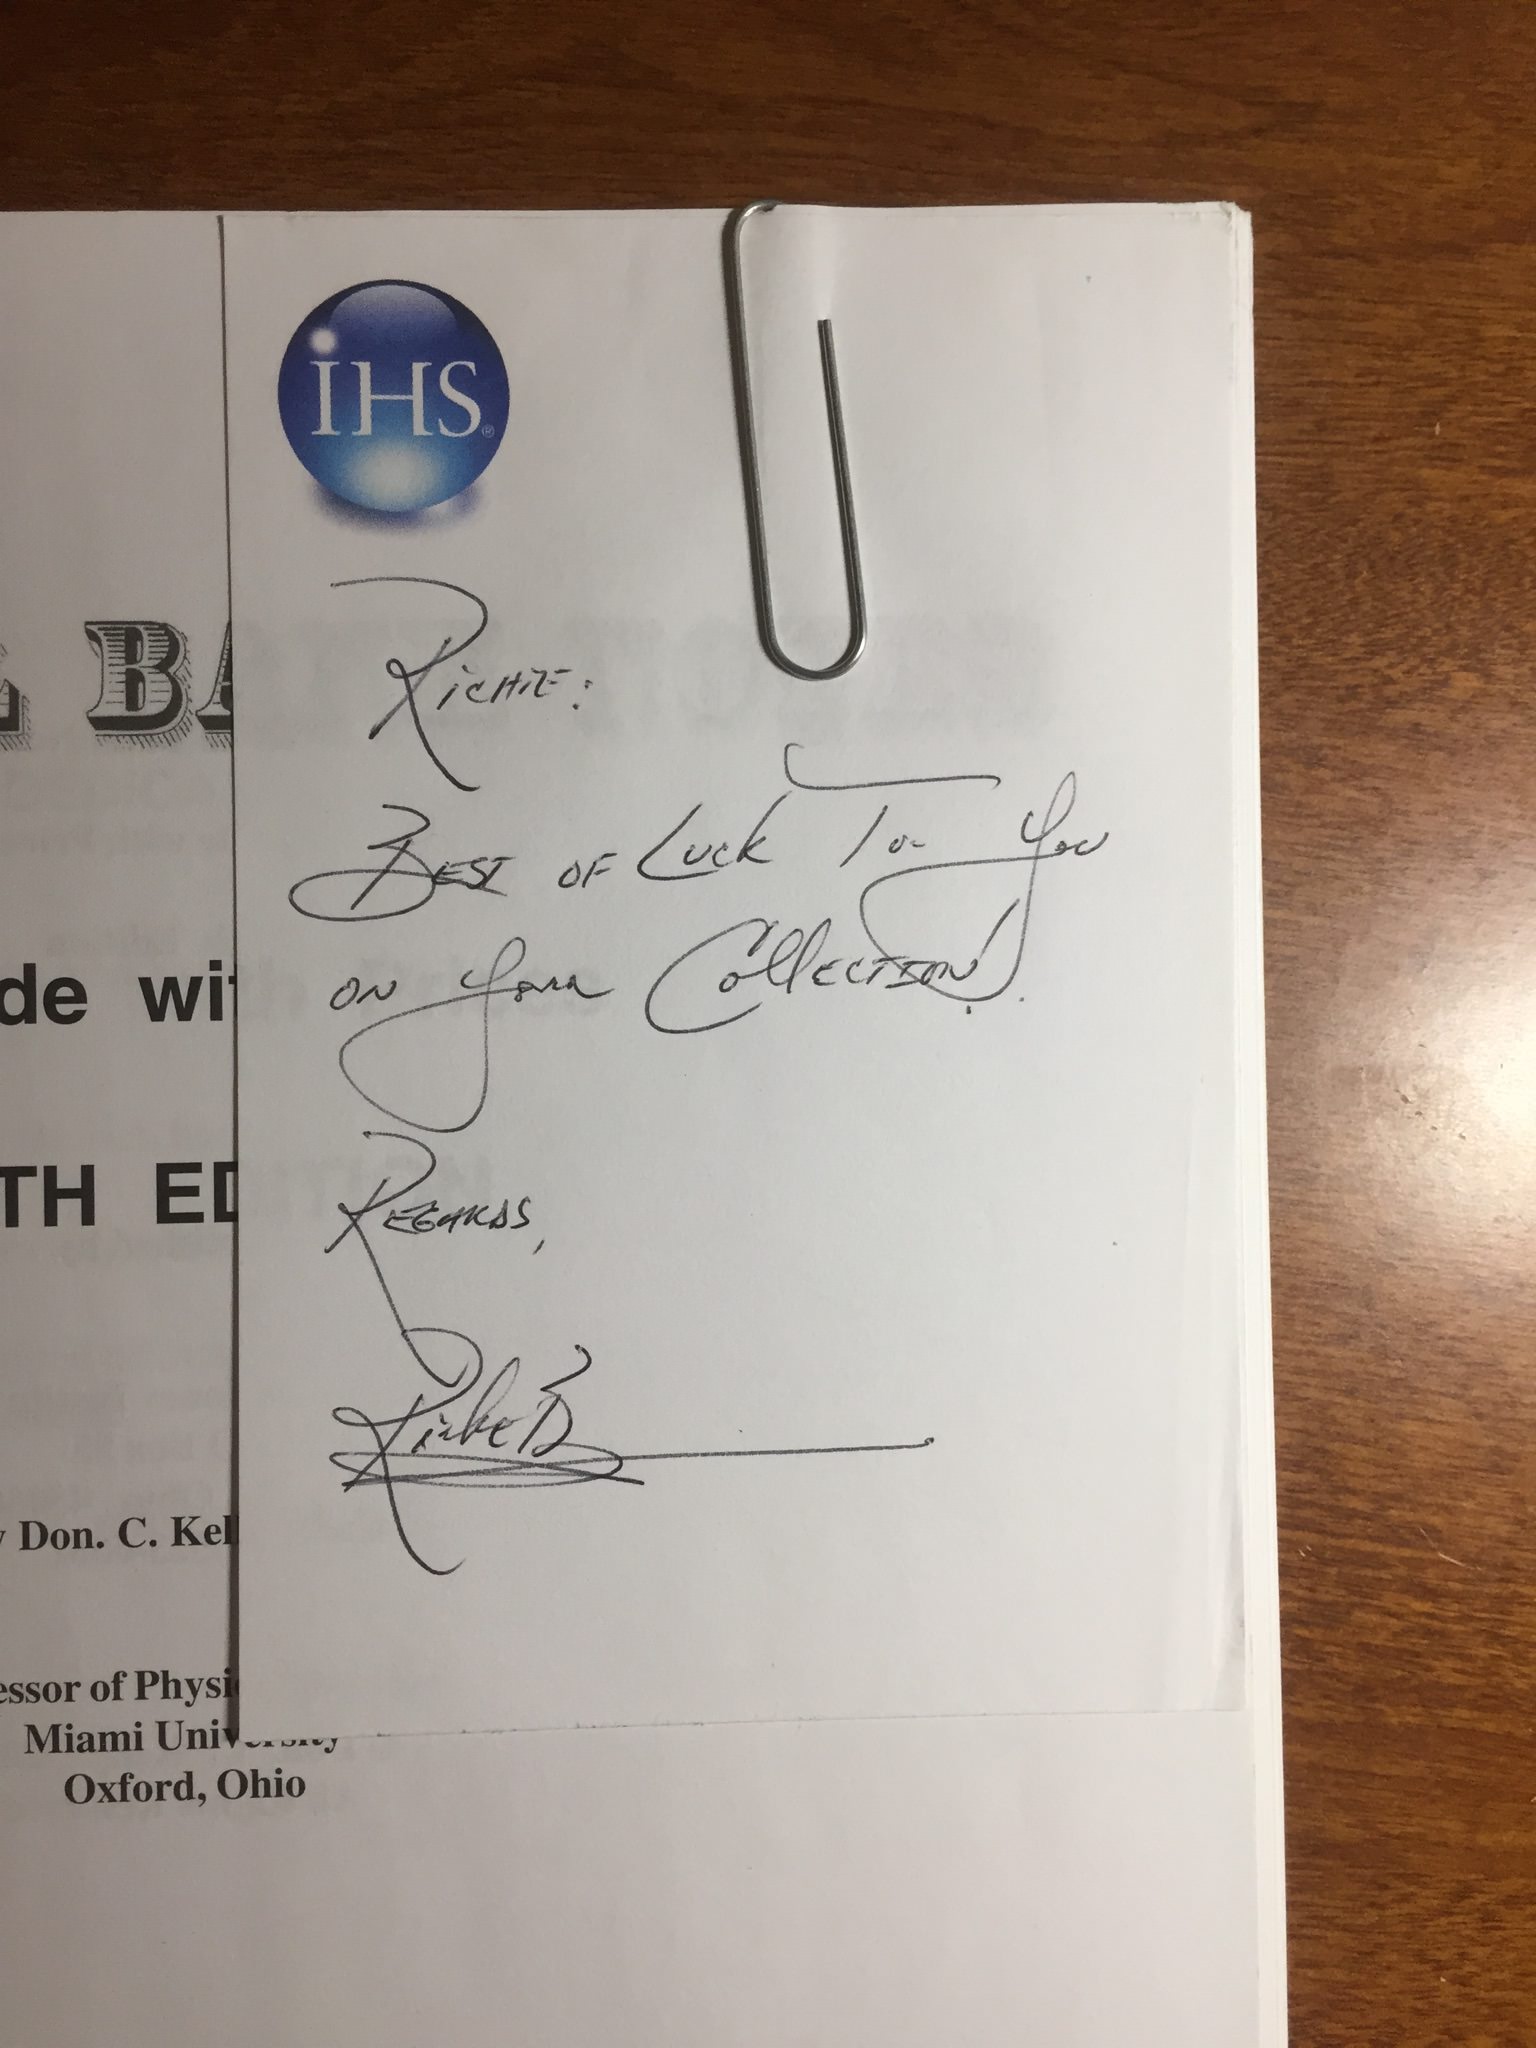 IHS®
RICHIE:
BEST OF LUCK TO YOU
ON YOUR COLLECTION!
REGARDS,
BA
de wi
TH ED
Don. C. Kel
essor of Physi
Miami University
Oxford, Ohio